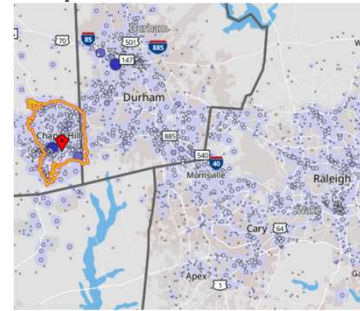 Durham
70
85
501
885
147
Durham
Chapel Hill
885
540
40
Morrisville
Raleigh
Wake
Cary
64
Apex
1